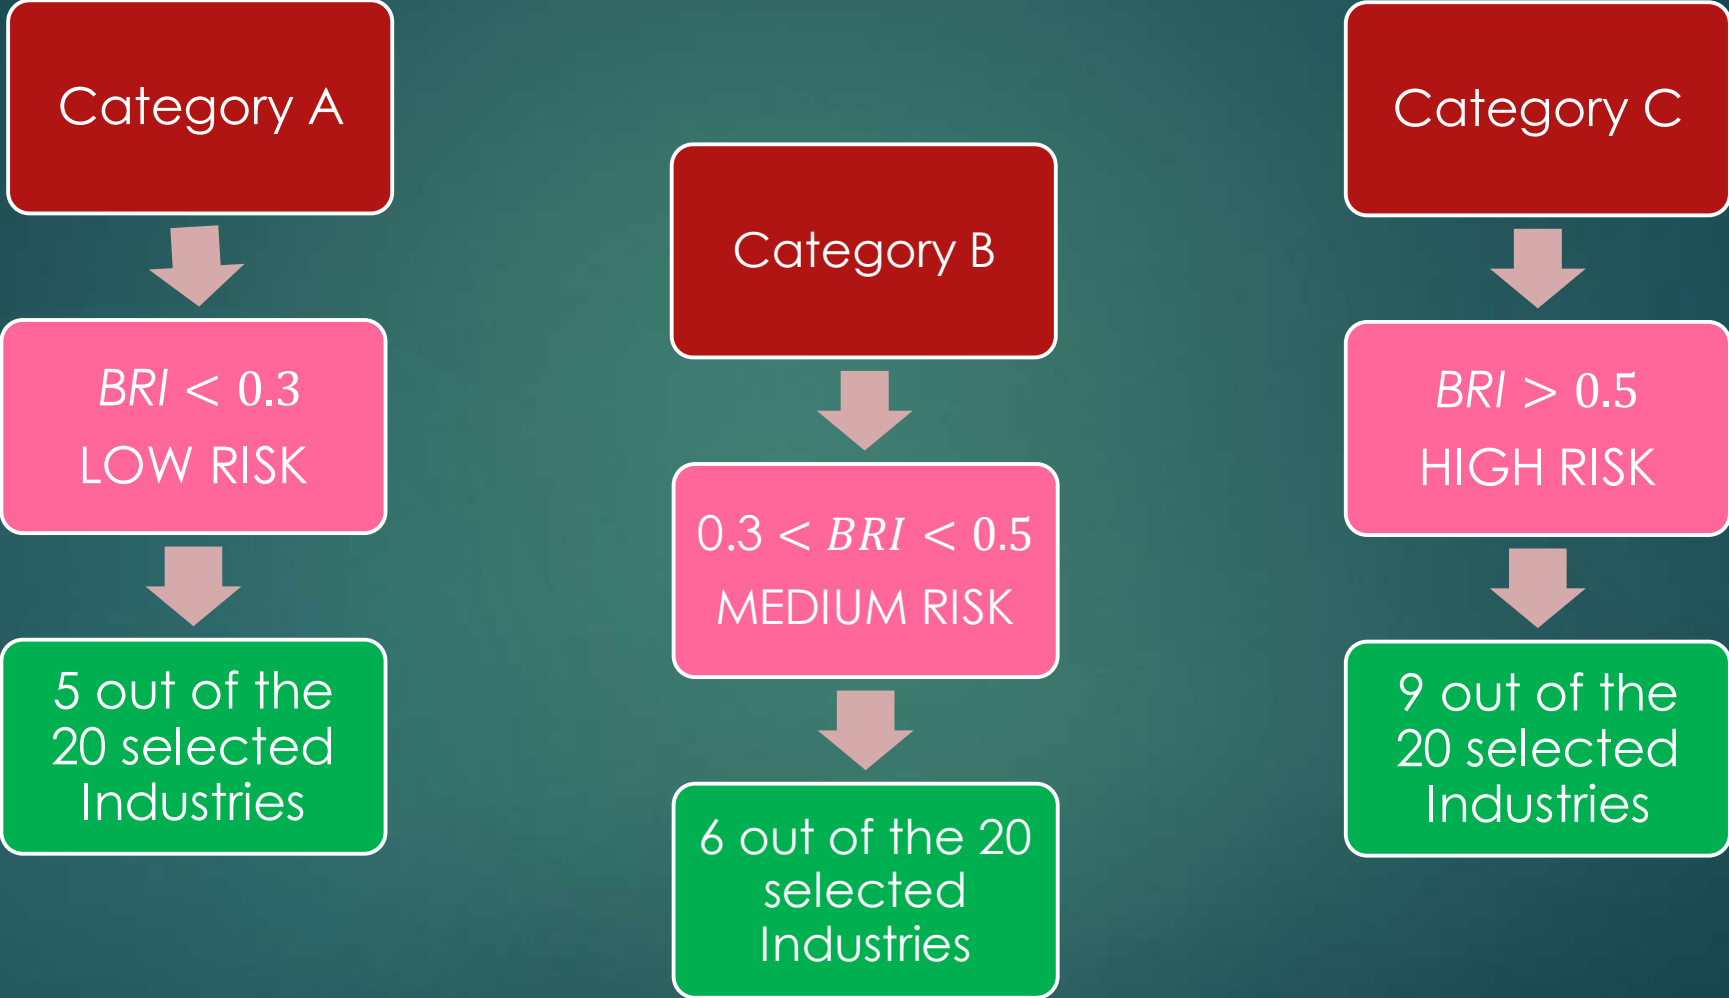 Category A
BRI < 0.3
LOW RISK
5 out of the
20 selected
Industries
Category B
0.3 < BRI < 0.5
MEDIUM RISK
6 out of the 20
selected
Industries
Category C
BRI > 0.5
HIGH RISK
9 out of the
20 selected
Industries